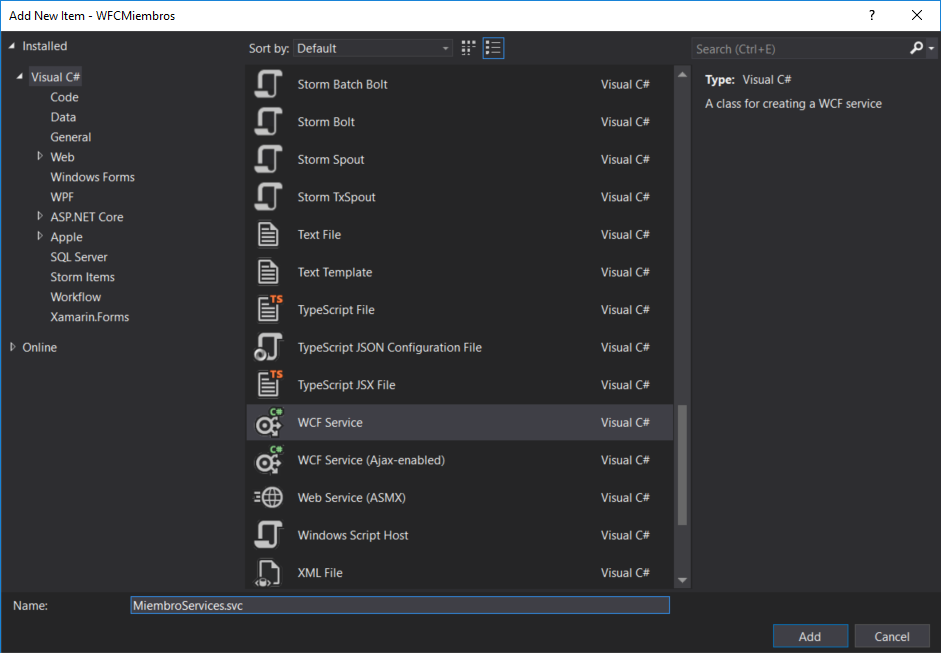 Add New Item - WFCMiembros
?
Installed
Sort by: Default
Search (Ctrl+E)
Visual C#
Code
Data
General
Web
Windows Forms
WPF
ASP.NET Core
Apple
SQL Server
Storm Items
Workflow
Xamarin.Forms
Online
Storm Batch Bolt Visual C#
Storm Bolt Visual C#
Storm Spout Visual C#
Storm TxSpout Visual C#
Text File Visual C#
Text Template Visual C#
TS
TypeScript File Visual C#
TypeScript JSON Configuration File Visual C#
TS
TypeScript JSX File Visual C#
C#
WCF Service Visual C#
C#
WCF Service (Ajax-enabled) Visual C#
Web Service (ASMX) Visual C#
Windows Script Host Visual C#
XML File Visual C#
Type: Visual C#
A class for creating a WCF service
Name: MiembroServices.svc
Add Cancel